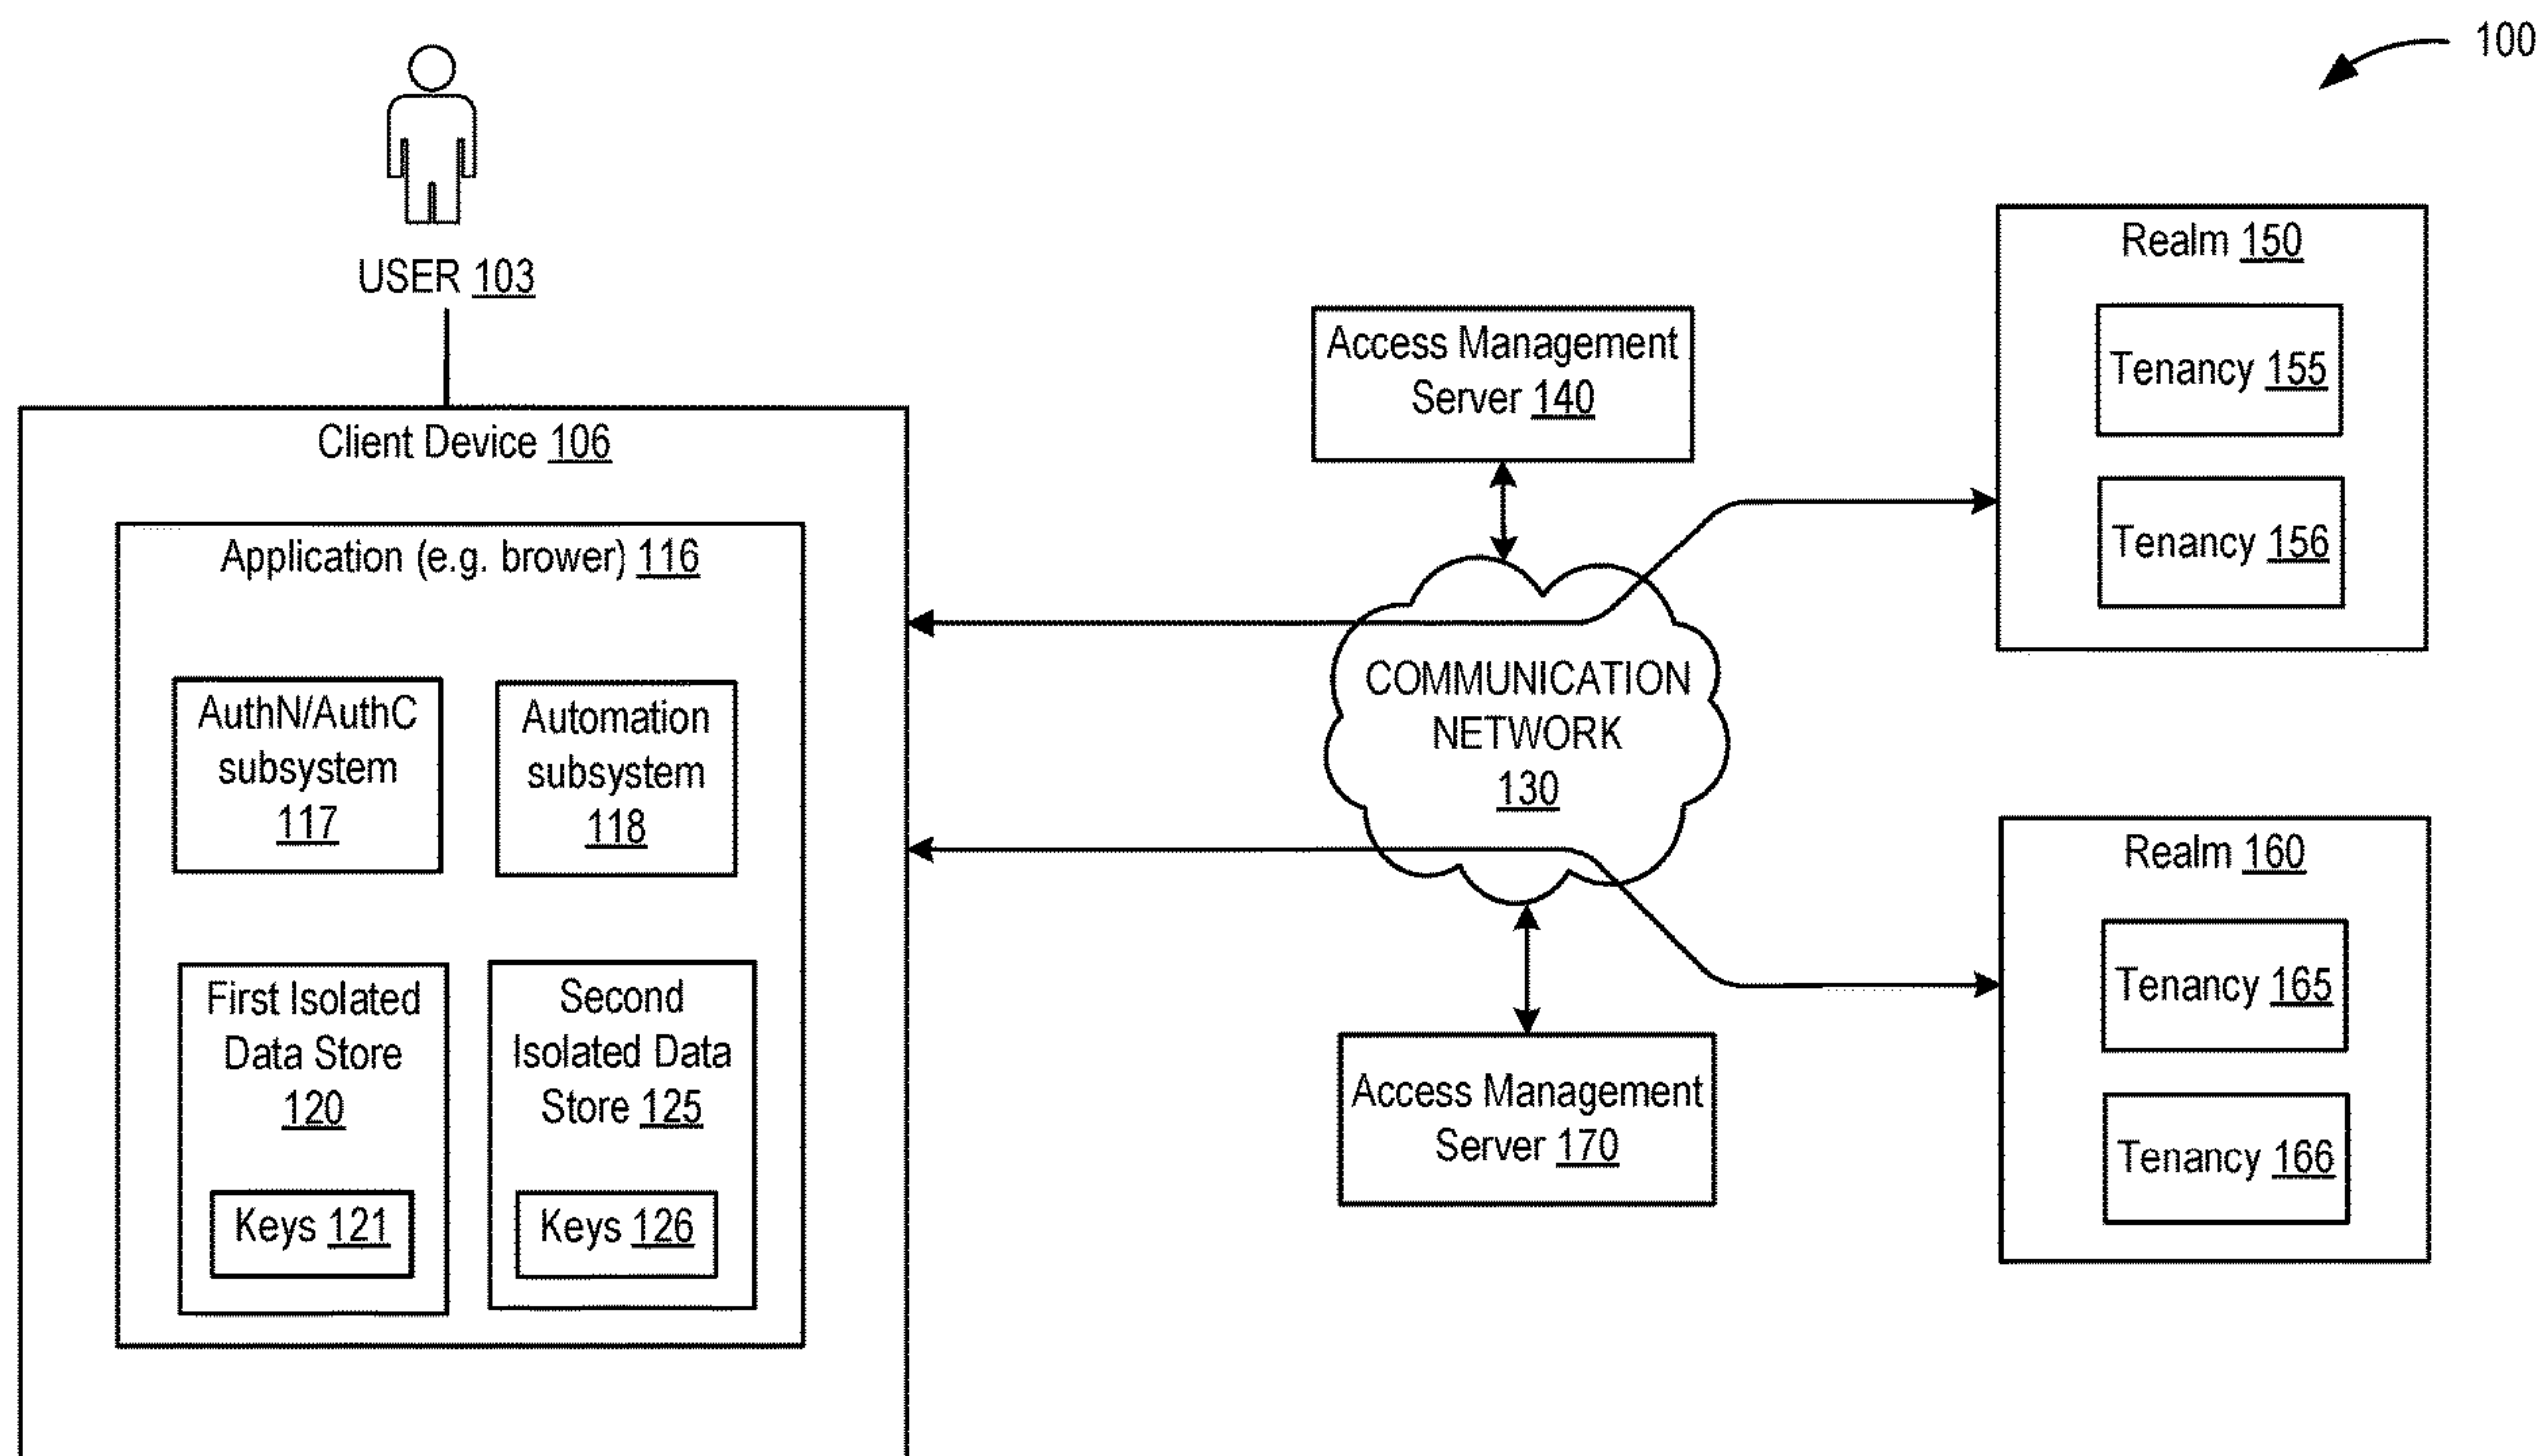 100
USER 103
Client Device 106
Application (e.g. brower) 116
AuthN/AuthC
subsystem
117
Automation
subsystem
118
First Isolated
Data Store
120
Keys 121
Second
Isolated Data
Store 125
Keys 126
Access Management
Server 140
COMMUNICATION
NETWORK
130
Access Management
Server 170
Realm 150
Tenancy 155
Tenancy 156
Realm 160
Tenancy 165
Tenancy 166